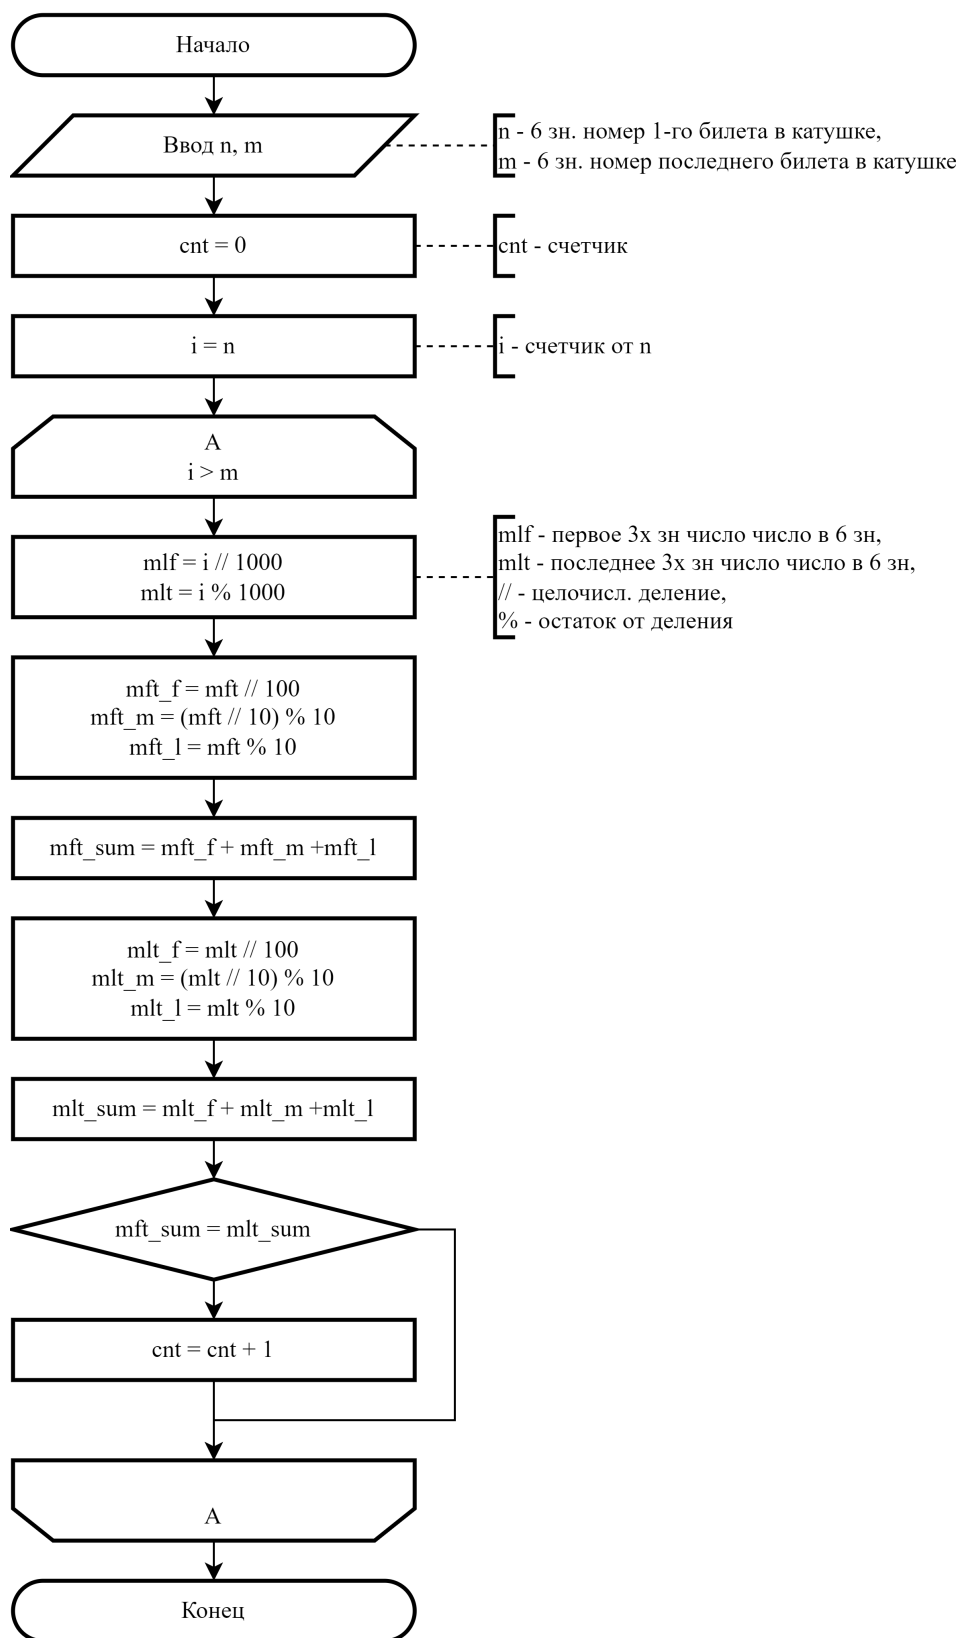 Начало
Ввод n, m
n - 6 зн. номер 1-го билета в катушке,
m - 6 зн. номер последнего билета в катушке
cnt = 0
cnt - счетчик
i = n
i - счетчик от n
A
i > m
mlf = i // 1000
mlt = i % 1000
mlf - первое 3х зн число число в 6 зн,
mlt - последнее 3х зн число число в 6 зн,
// - целочисл. деление,
% - остаток от деления
mft_f = mft // 100
mft_m = (mft // 10) % 10
mft_l = mft % 10
mft_sum = mft_f + mft_m +mft_l
mlt_f = mlt // 100
mlt_m = (mlt // 10) % 10
mlt_l = mlt % 10
mlt_sum = mlt_f + mlt_m +mlt_l
mft_sum = mlt_sum
cnt = cnt + 1
A
Конец